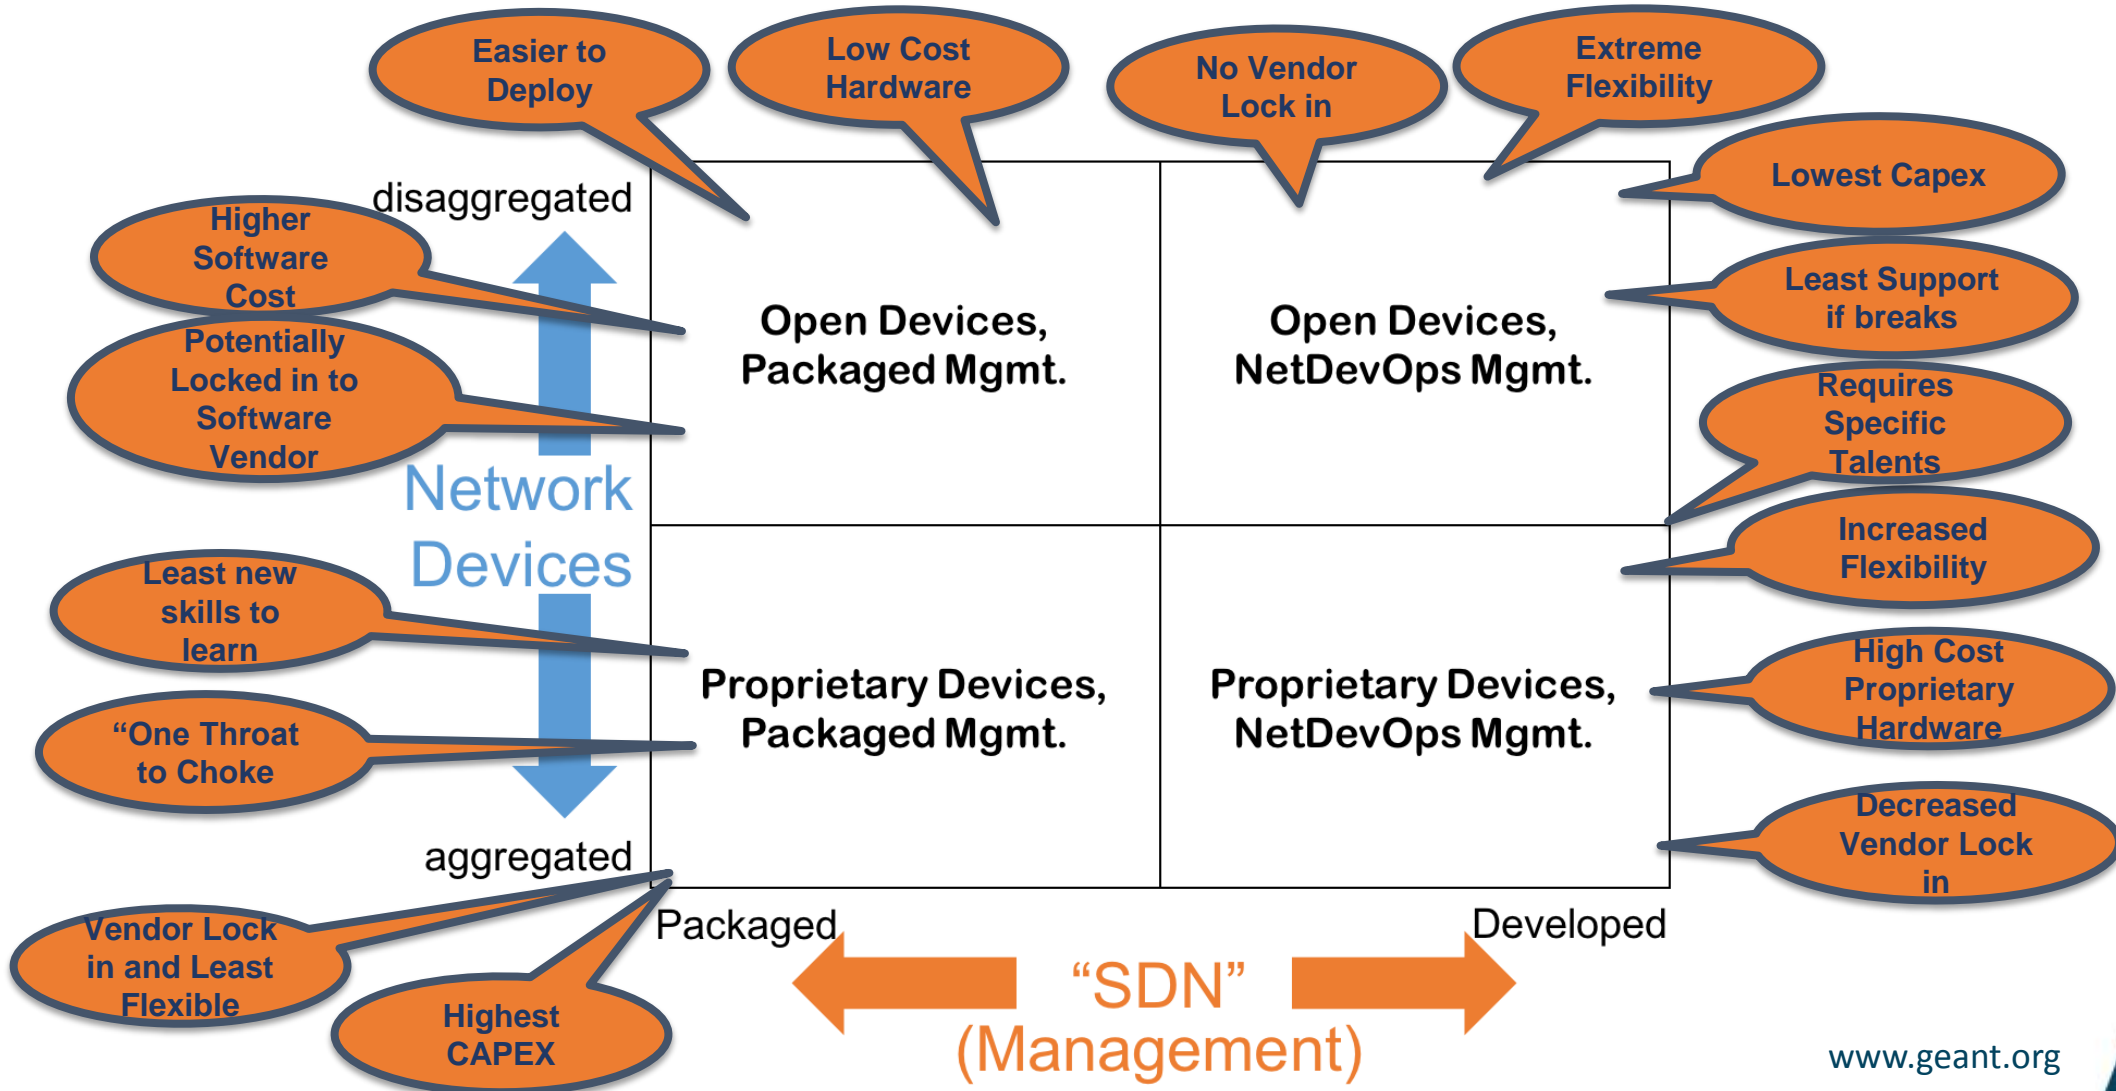 Easier to
Deploy
Low Cost
Hardware
No Vendor
Lock in
Extreme
Flexibility
Lowest Capex
disaggregated
Higher
Software
Cost
Least Support
if breaks
Open Devices,
Packaged Mgmt.
Open Devices,
NetDevOps Mgmt.
Potentially
Locked in to
Software
Vendor
Requires
Specific
Talents
Network
Devices
Increased
Flexibility
Least new
skills to
learn
High Cost
Proprietary
Hardware
Proprietary Devices,
Packaged Mgmt.
Proprietary Devices,
NetDevOps Mgmt.
“One Throat
to Choke
Decreased
Vendor Lock
in
aggregated
Packaged
Developed
Vendor Lock
in and Least
Flexible
Highest
CAPEX
“SDN”
(Management)
www.geant.org